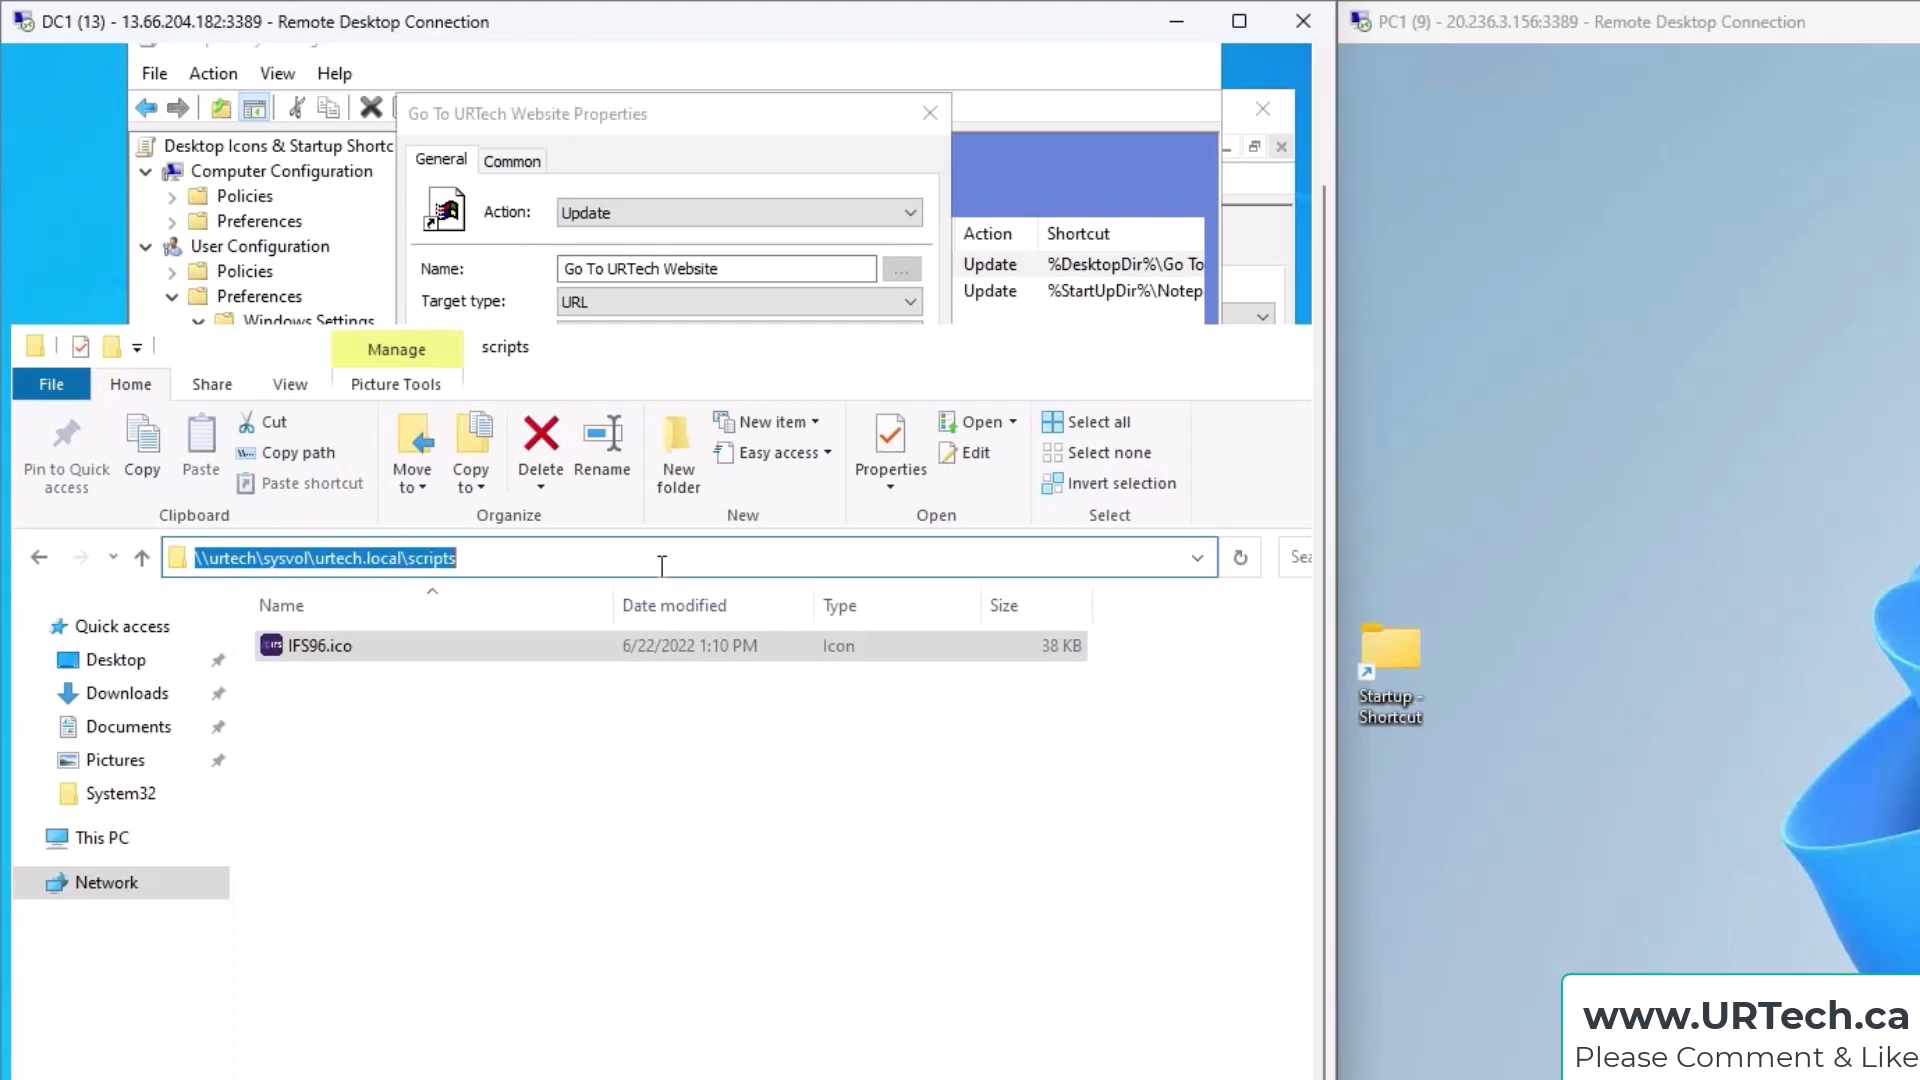 DC1 (13) - 13.66.204.182:3389 - Remote Desktop Connection
PC1 (9) - 20.236.3.156:3389 - Remote Desktop Connection
File Action View Help
Go To URTech Website Properties
Desktop Icons & Startup Shortc
Computer Configuration
Policies
Preferences
User Configuration
Policies
Preferences
Windows Settings
General Common
Action: Update
Name: Go To URTech Website ...
Target type: URL
Action Shortcut
Update %DesktopDir%\Go To
Update %StartUpDir%\Notep
Manage scripts
File Home Share View Picture Tools
Pin to Quick access
Copy
Paste
Cut
Copy path
Paste shortcut
Clipboard
Move to
Copy to
Delete
Rename
Organize
New folder
New item
Easy access
New
Properties
Open
Edit
Open
Select all
Select none
Invert selection
Select
\\urtech\sysvol\urtech.local\scripts
Sea
Name Date modified Type Size
IFS96.ico 6/22/2022 1:10 PM Icon 38 KB
Quick access
Desktop
Downloads
Documents
Pictures
System32
This PC
Network
Startup -
Shortcut
www.URTech.ca
Please Comment & Like